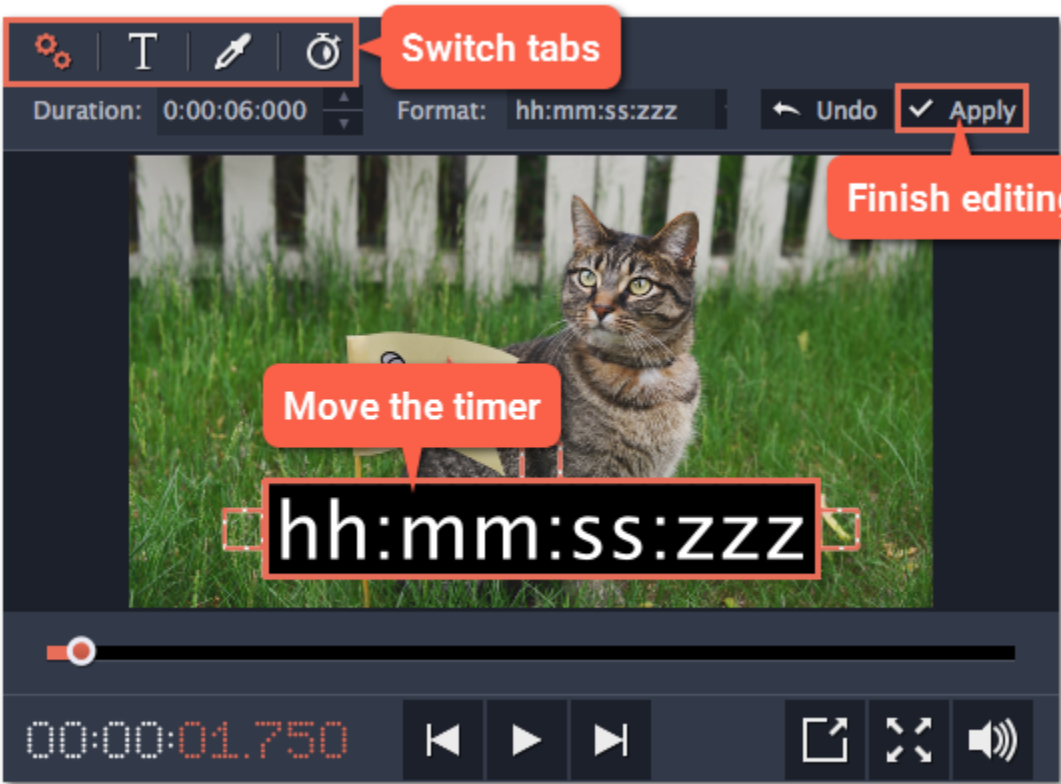 T
Switch tabs
Duration: 0:00:06:000 Format: hh:mm:ss:zzz Undo Apply
Finish editing
Move the timer
hh:mm:ss:zzz
00:00:01.750